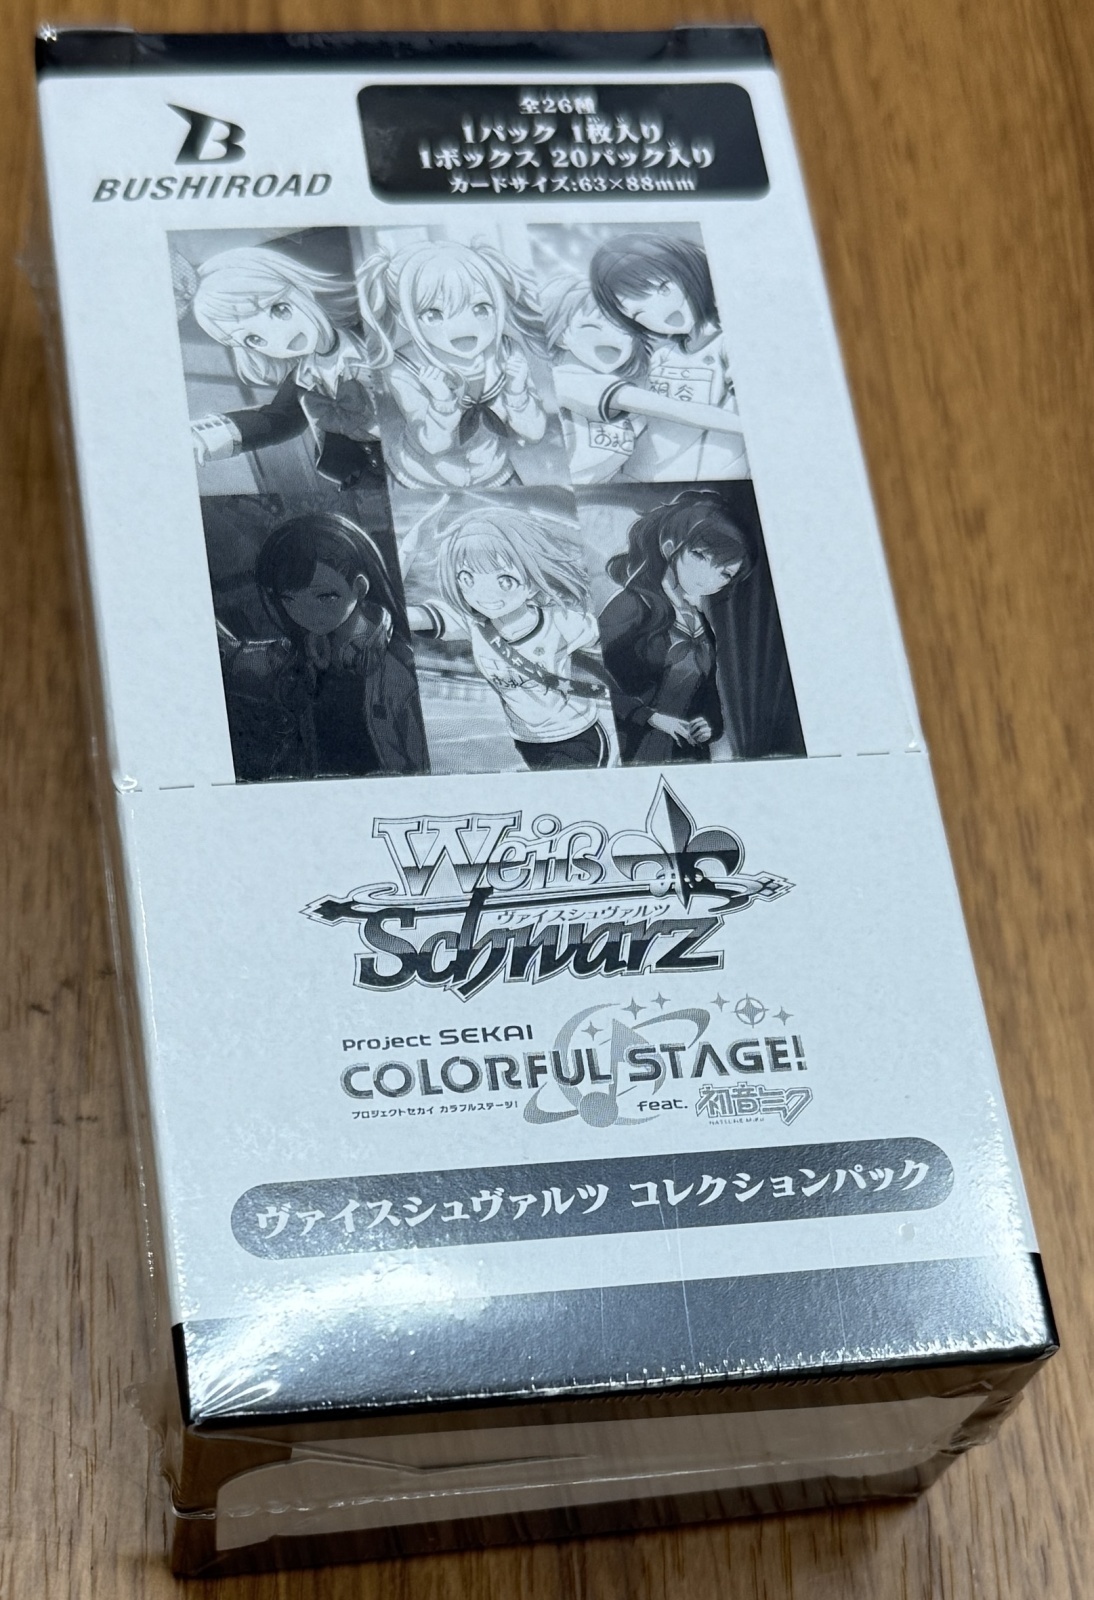 BUSHIROAD
全26種
1パック 1枚入り
1ボックス 20パック入り
カードサイズ:63×88mm
1-C
桐谷
Weiß
Schwarz
ヴァイスシュヴァルツ
Project SEKAI
COLORFUL STAGE!
プロジェクトセカイ カラフルステージ!
feat. 初音ミク
HATSUNE MIKU
ヴァイスシュヴァルツ コレクションパック